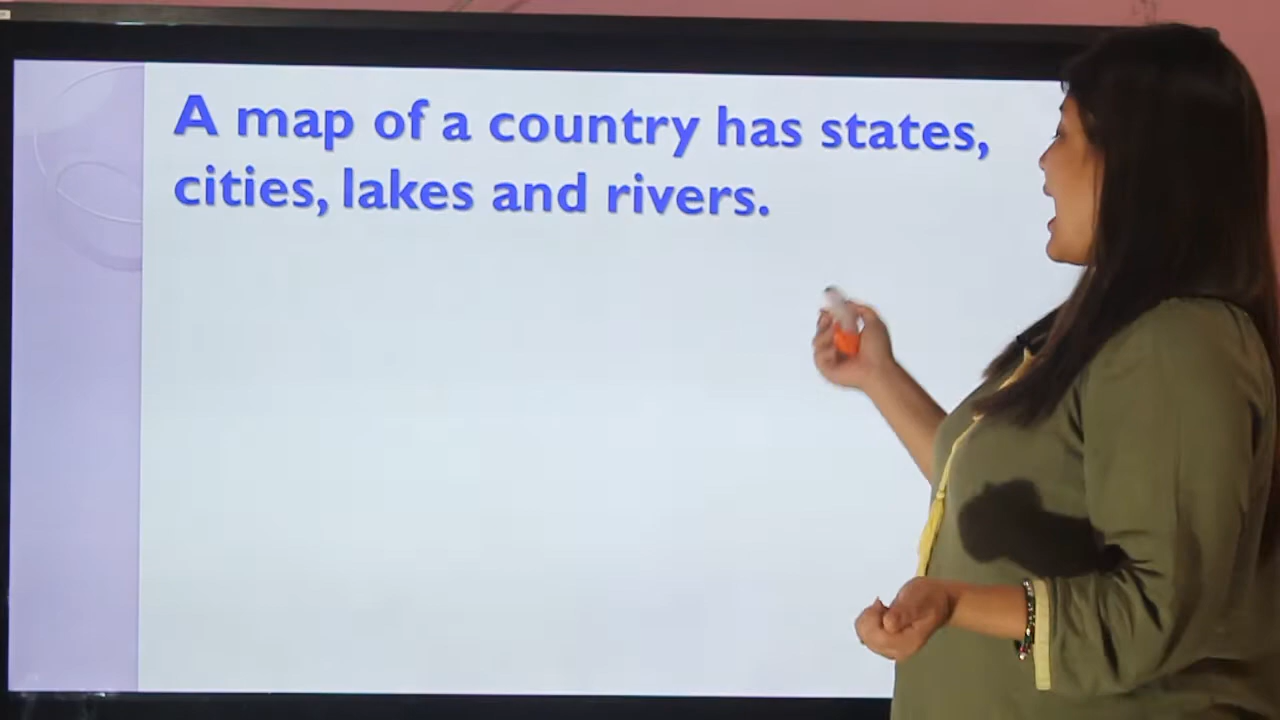 A map of a country has states,
cities, lakes and rivers.